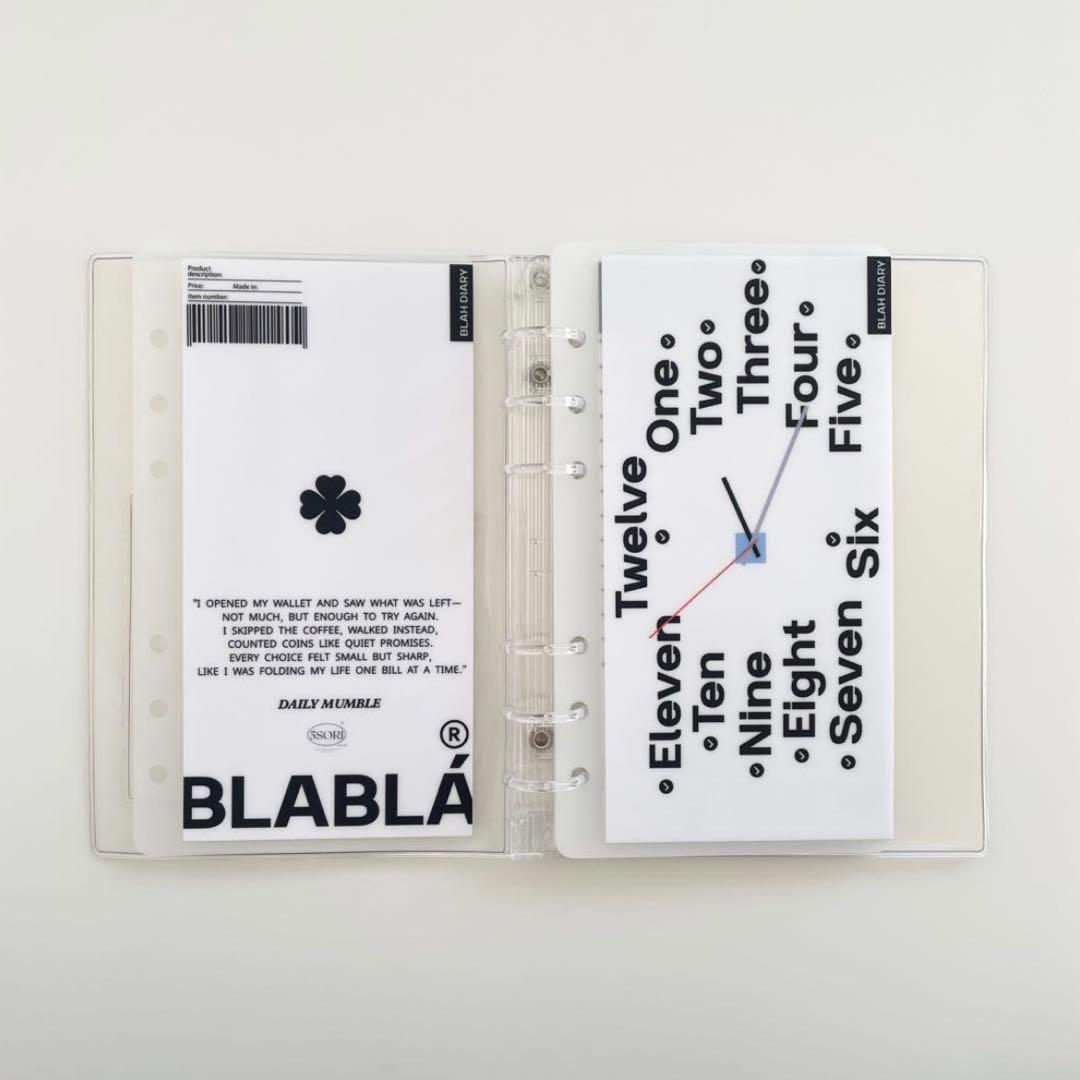 Product
description:
Price: Made in:
Item number:
BLAH DIARY
"I OPENED MY WALLET AND SAW WHAT WAS LEFT—
NOT MUCH, BUT ENOUGH TO TRY AGAIN.
I SKIPPED THE COFFEE, WALKED INSTEAD,
COUNTED COINS LIKE QUIET PROMISES.
EVERY CHOICE FELT SMALL BUT SHARP,
LIKE I WAS FOLDING MY LIFE ONE BILL AT A TIME."
DAILY MUMBLE
5SORI
®
BLABLÁ
BLAH DIARY
Twelve
One
Two
Three
Four
Five
Six
Seven
Eight
Nine
Ten
Eleven